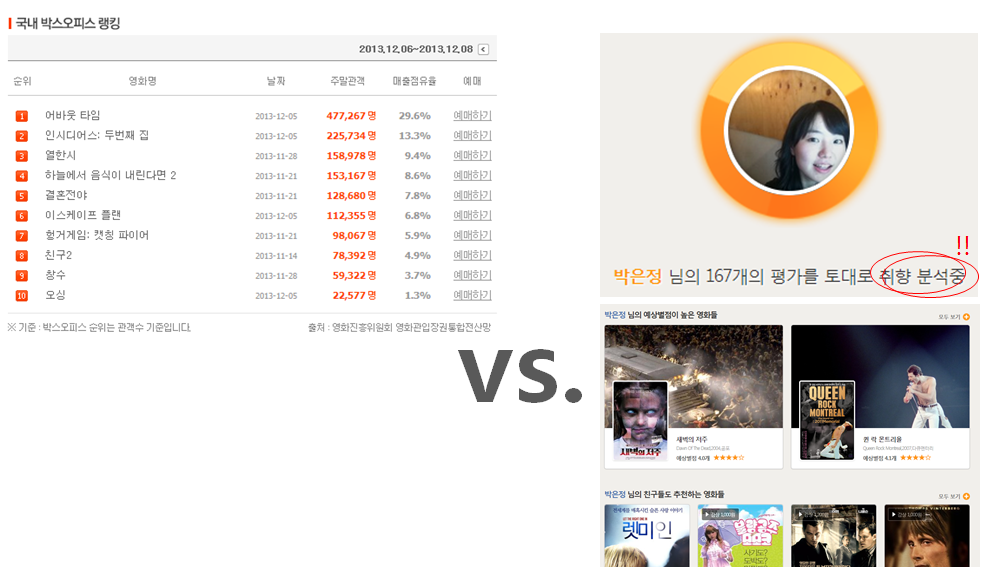 국내 박스오피스 랭킹
2013.12.06~2013.12.08
순위 영화명 날짜 주말관객 매출점유율 예매
1 어바웃 타임 2013-12-05 477,267 명 29.6% 예매하기
2 인시디어스: 두번째 집 2013-12-05 225,734 명 13.3% 예매하기
3 열한시 2013-11-28 158,978 명 9.4% 예매하기
4 하늘에서 음식이 내린다면 2 2013-11-21 153,167 명 8.6% 예매하기
5 결혼전야 2013-11-21 128,680 명 7.8% 예매하기
6 이스케이프 플랜 2013-12-05 112,355 명 6.8% 예매하기
7 헝거게임: 캣칭 파이어 2013-11-21 98,067 명 5.9% 예매하기
8 친구2 2013-11-14 78,392 명 4.9% 예매하기
9 창수 2013-11-28 59,322 명 3.7% 예매하기
10 오싱 2013-12-05 22,577 명 1.3% 예매하기
※ 기준 : 박스오피스 순위는 관객수 기준입니다. 출처 : 영화진흥위원회 영화관입장권통합전산망
VS.
!!
박은정 님의 167개의 평가를 토대로 취향 분석중
박은정 님의 예상별점이 높은 영화들 모두 보기
새벽의 저주
QUEEN
ROCK
MONTREAL
새벽의 저주
Dawn Of The Dead,2004,공포
예상별점 4.0개 ★★★★☆
퀸 락 몬트리올
Queen Rock Montreal,2007,다큐멘터리
예상별점 4.1개 ★★★★☆
박은정 님의 친구들도 추천하는 영화들 모두 보기
렛미인
달콤, 살벌한
사기도?
도박도?